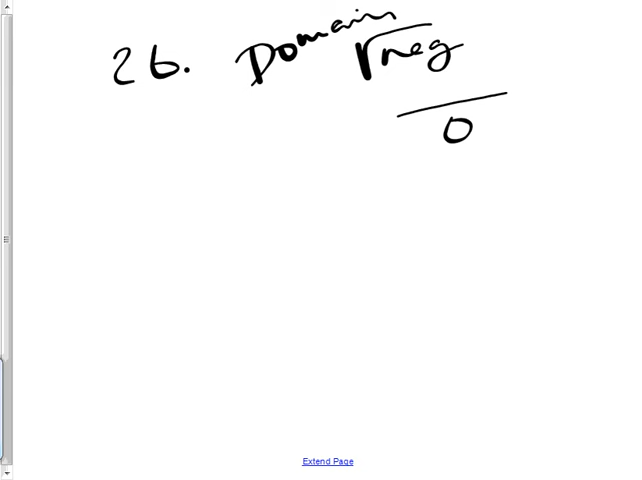 26. Domain √neg
0
Extend Page